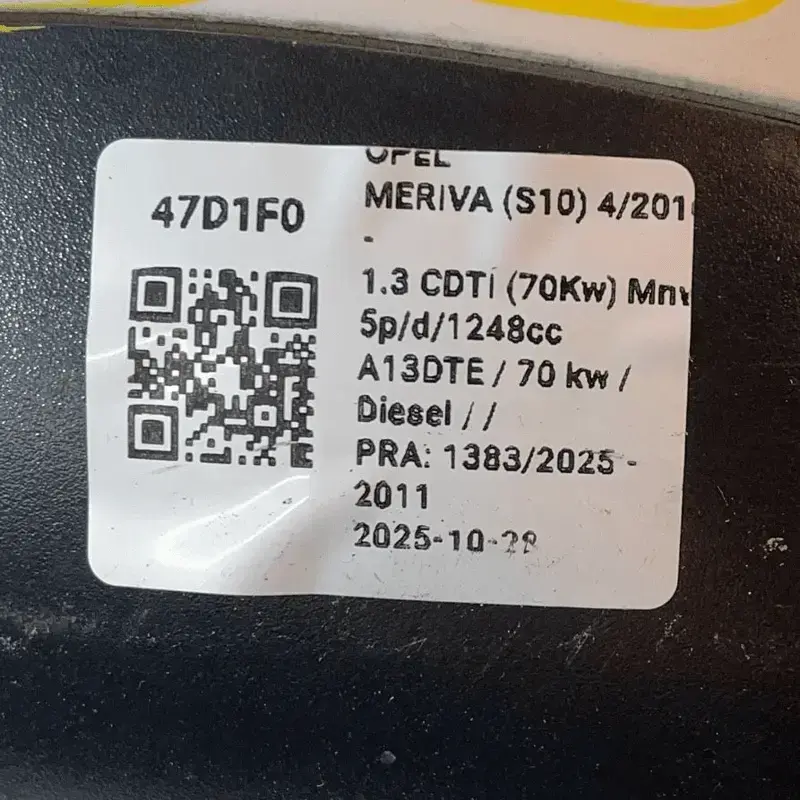 47D1F0
OPEL
MERIVA (S10) 4/201
-
1.3 CDTi (70Kw)
5p/d/1248cc
A13DTE / 70 kw /
Diesel / /
PRA: 1383/2025 -
2011
2025-10-28